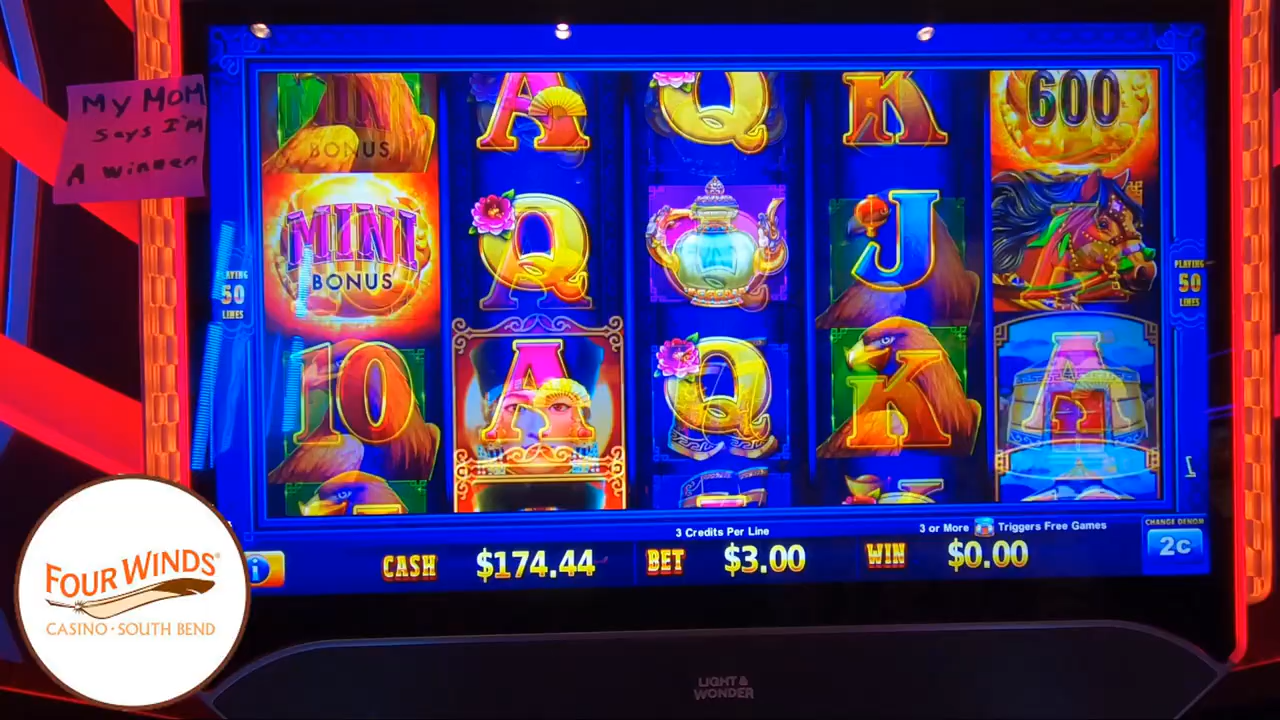 My MOM
Says I'M
A Winner
BONUS
A
Q
K
600
MINI
BONUS
Q
J
PLAYING
50
LINES
PLAYING
50
LINES
10
A
Q
K
A
3 Credits Per Line
3 or More Triggers Free Games
CHANGE DENOM
2c
CASH
$174.44
BET
$3.00
WIN
$0.00
i
FOUR WINDS®
CASINO · SOUTH BEND
LIGHT &
WONDER